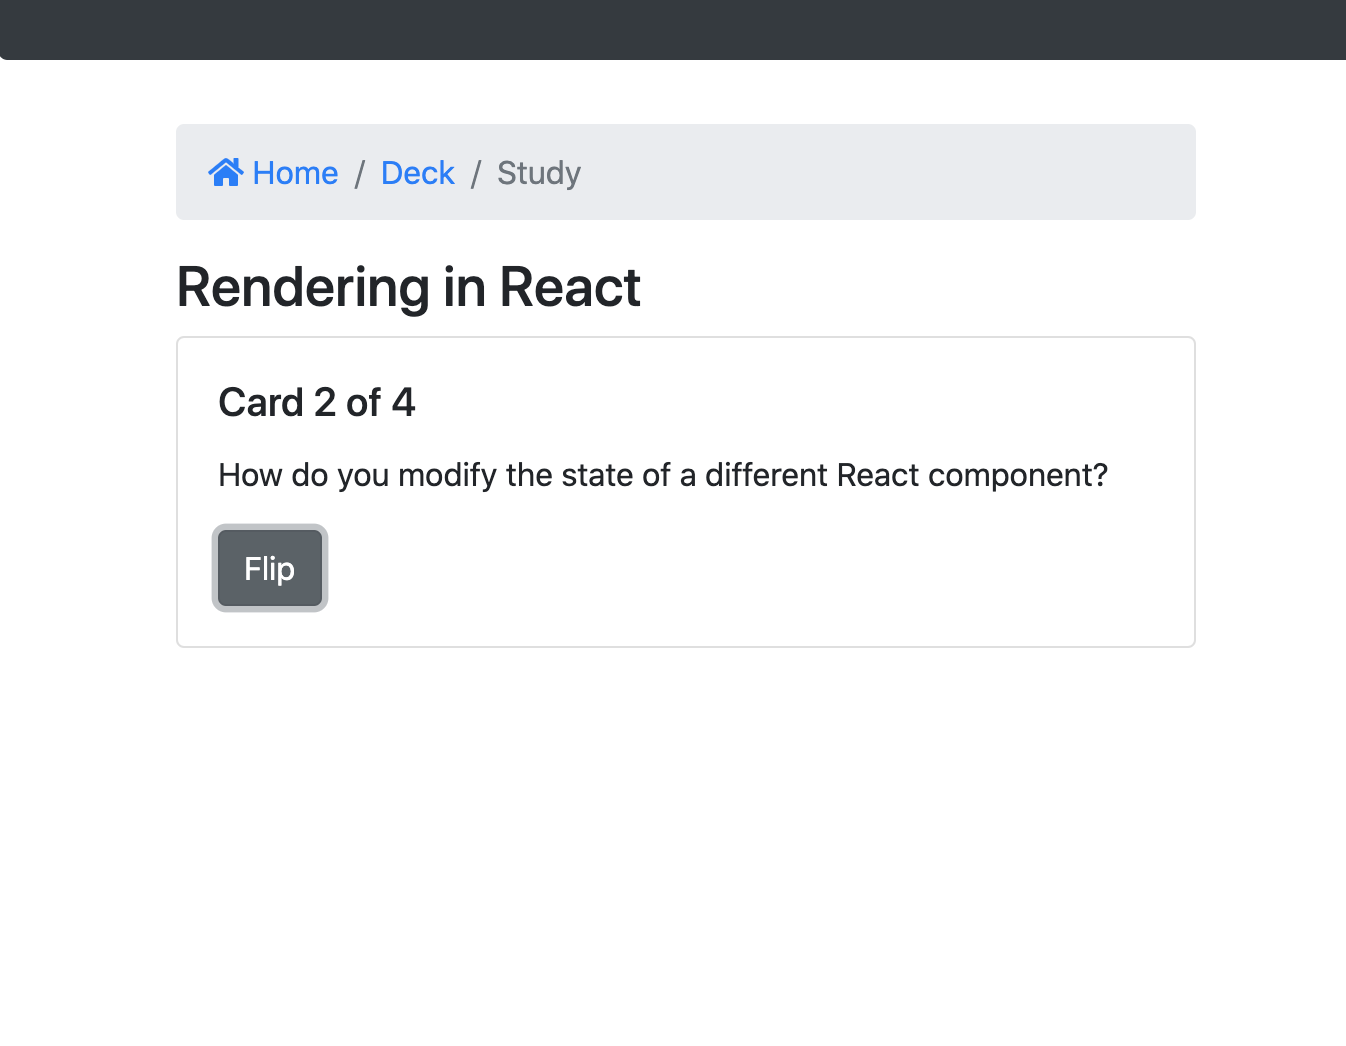 Home / Deck / Study
Rendering in React
Card 2 of 4
How do you modify the state of a different React component?
Flip